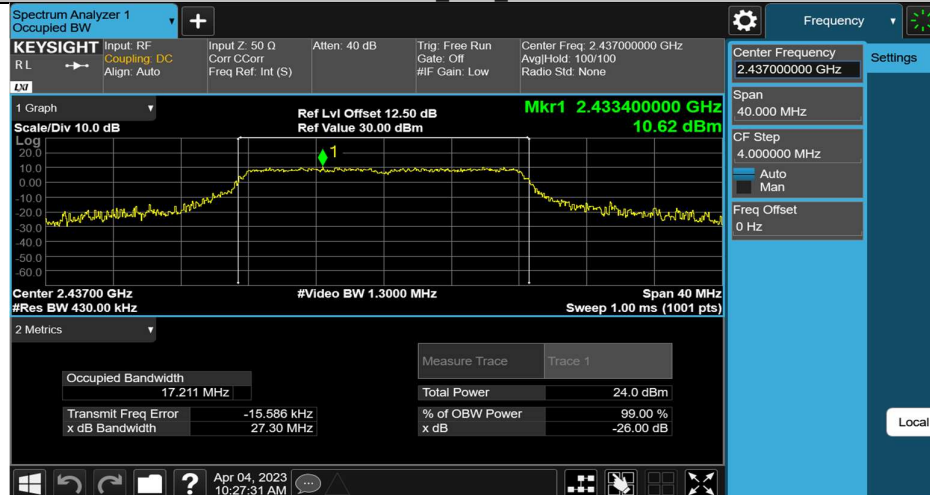 Spectrum Analyzer 1
Occupied BW
+
Frequency
KEYSIGHT
RL
LXI
Input: RF
Coupling: DC
Align: Auto
Input Z: 50 Ω
Corr CCorr
Freq Ref: Int (S)
Atten: 40 dB
Trig: Free Run
Gate: Off
#IF Gain: Low
Center Freq: 2.437000000 GHz
Avg|Hold: 100/100
Radio Std: None
Center Frequency
2.437000000 GHz
Settings
Span
40.000 MHz
CF Step
4.000000 MHz
Auto
Man
Freq Offset
0 Hz
Local
1 Graph
Scale/Div 10.0 dB
Ref Lvl Offset 12.50 dB
Ref Value 30.00 dBm
Mkr1 2.433400000 GHz
10.62 dBm
Log
20.0
10.0
0.00
-10.0
-20.0
-30.0
-40.0
-50.0
-60.0
1
Center 2.43700 GHz
#Res BW 430.00 kHz
#Video BW 1.3000 MHz
Span 40 MHz
Sweep 1.00 ms (1001 pts)
2 Metrics
Measure Trace
Trace 1
Occupied Bandwidth
17.211 MHz
Total Power
24.0 dBm
Transmit Freq Error
-15.586 kHz
% of OBW Power
99.00 %
x dB Bandwidth
27.30 MHz
x dB
-26.00 dB
?
Apr 04, 2023
10:27:31 AM